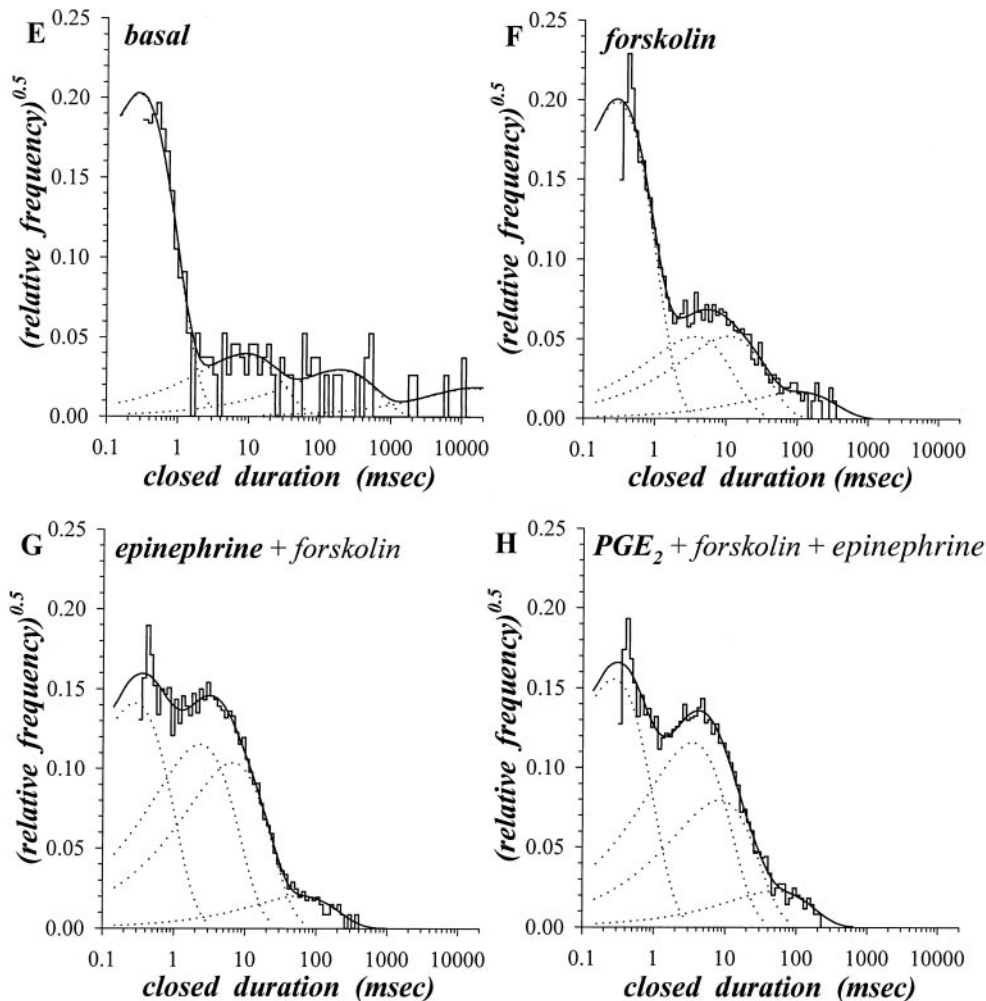 E basal
0.25
0.20
0.15
0.10
0.05
0.00
(relative frequency)^0.5
0.1 1 10 100 1000 10000
closed duration (msec)
F forskolin
0.25
0.20
0.15
0.10
0.05
0.00
(relative frequency)^0.5
0.1 1 10 100 1000 10000
closed duration (msec)
G epinephrine + forskolin
0.25
0.20
0.15
0.10
0.05
0.00
(relative frequency)^0.5
0.1 1 10 100 1000 10000
closed duration (msec)
H PGE₂ + forskolin + epinephrine
0.25
0.20
0.15
0.10
0.05
0.00
(relative frequency)^0.5
0.1 1 10 100 1000 10000
closed duration (msec)